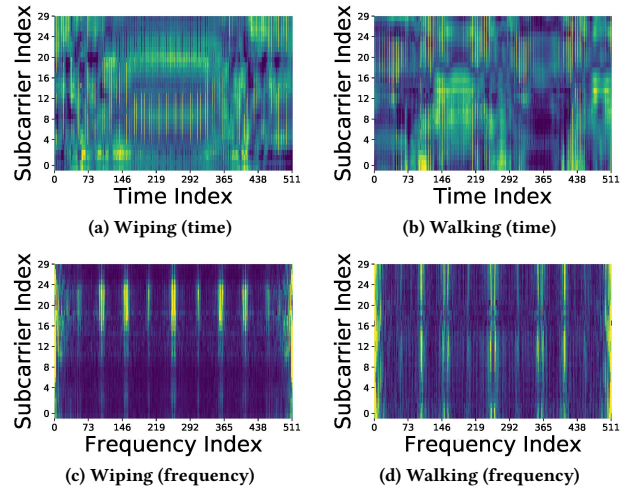 29
24
20
16
12
8
4
0
Subcarrier Index
0 73 146 219 292 365 438 511
Time Index
(a) Wiping (time)
29
24
20
16
12
8
4
0
Subcarrier Index
0 73 146 219 292 365 438 511
Time Index
(b) Walking (time)
29
24
20
16
12
8
4
0
Subcarrier Index
0 73 146 219 292 365 438 511
Frequency Index
(c) Wiping (frequency)
29
24
20
16
12
8
4
0
Subcarrier Index
0 73 146 219 292 365 438 511
Frequency Index
(d) Walking (frequency)